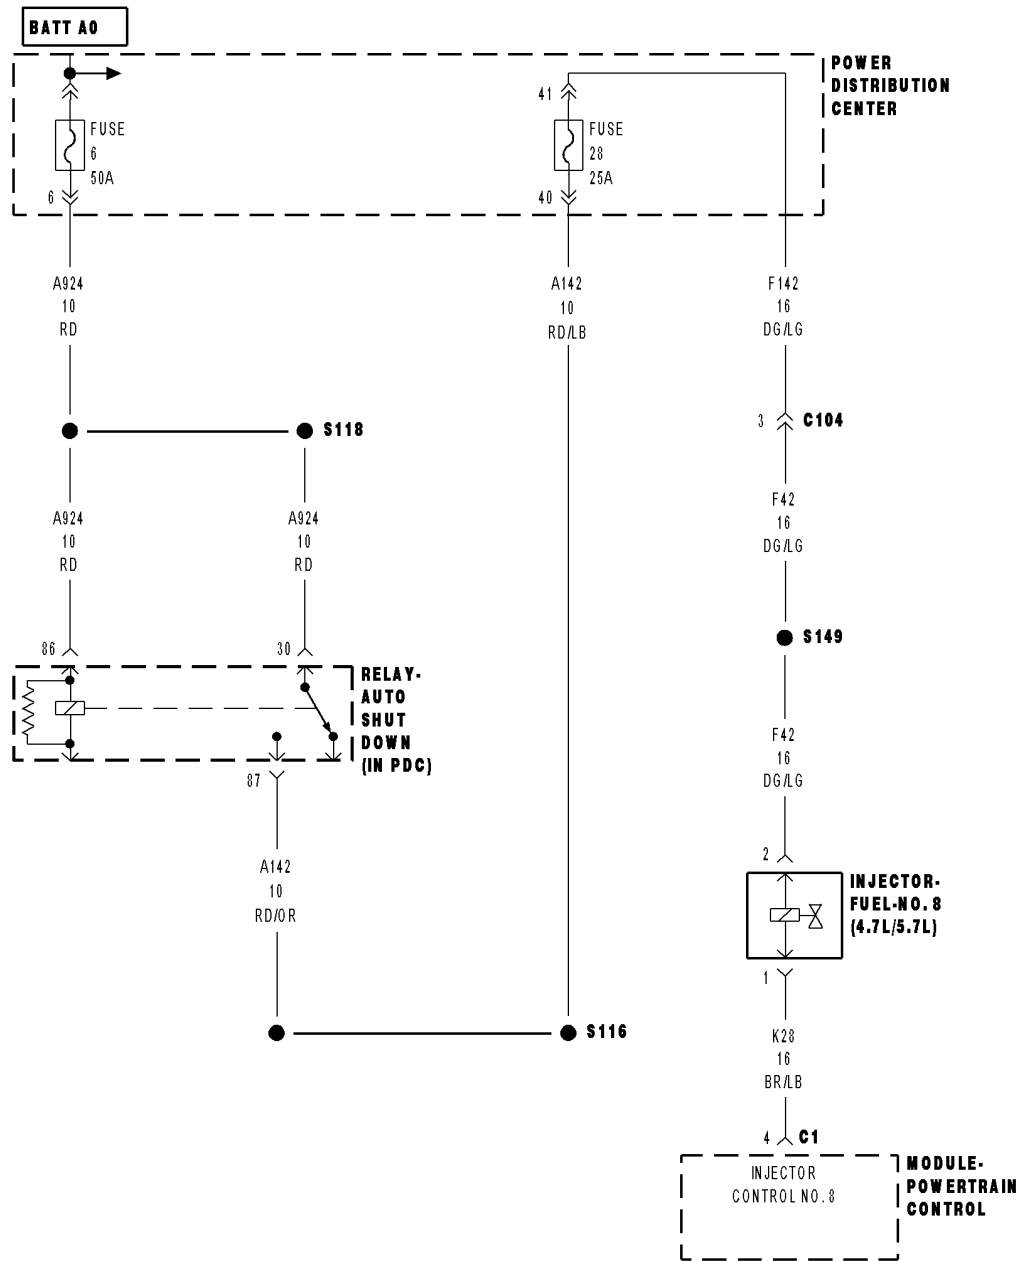 BATT A0
POWER
DISTRIBUTION
CENTER
FUSE
6
50A
6
41
FUSE
28
25A
40
A924
10
RD
A142
10
RD/LB
F142
16
DG/LG
S118
3
C104
A924
10
RD
A924
10
RD
F42
16
DG/LG
86
30
S149
RELAY-
AUTO
SHUT
DOWN
(IN PDC)
87
F42
16
DG/LG
A142
10
RD/OR
2
INJECTOR-
FUEL-NO. 8
(4.7L/5.7L)
1
S116
K28
16
BR/LB
4
C1
INJECTOR
CONTROL NO. 8
MODULE-
POWERTRAIN
CONTROL